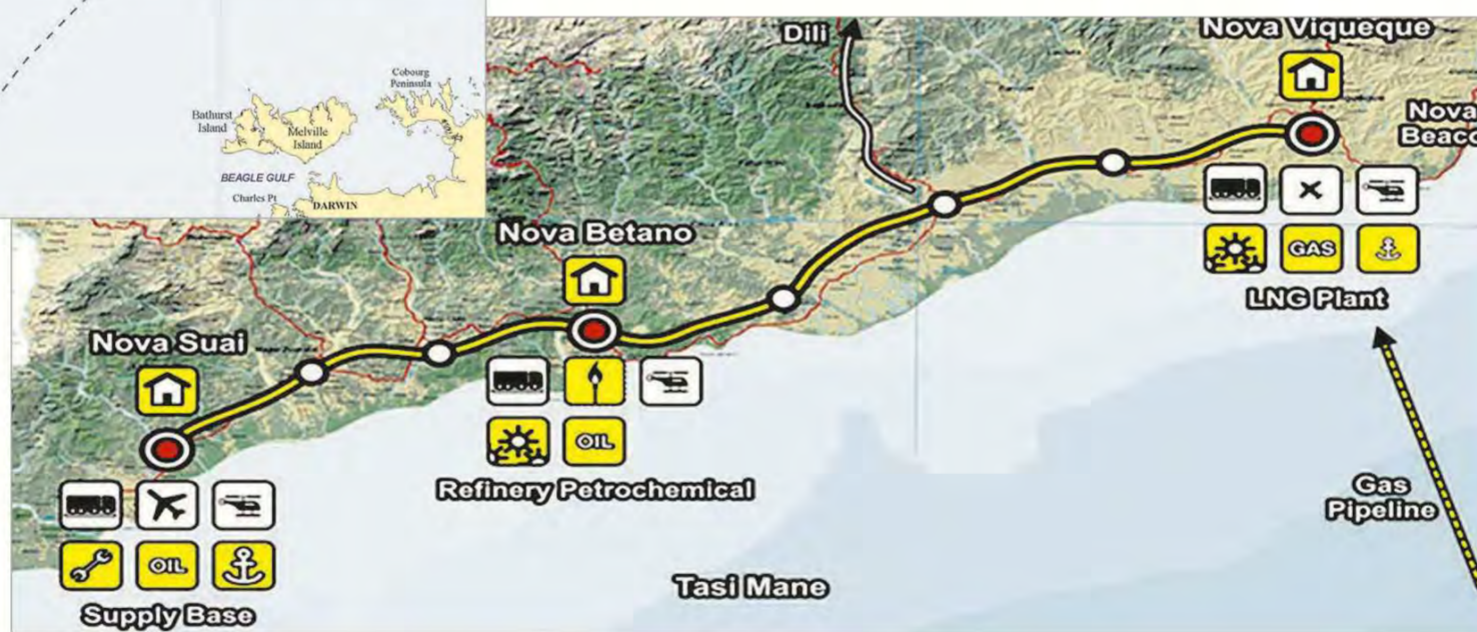 Cobourg
Peninsula
Bathurst
Island
Melville
Island
BEAGLE GULF
Charles Pt
DARWIN
Dili
Nova Viqueque
Nova
Beaco
GAS
LNG Plant
Nova Betano
OIL
Refinery Petrochemical
Nova Suai
OIL
Supply Base
Gas
Pipeline
Tasi Mane